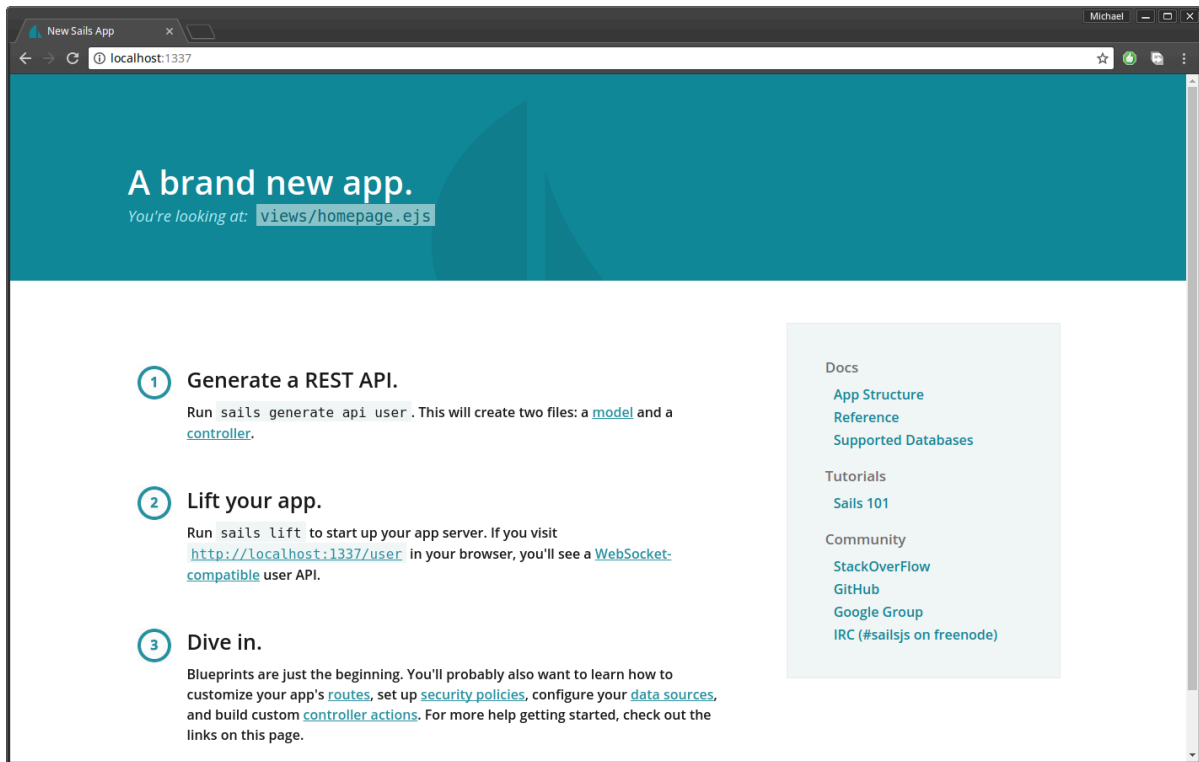 Michael
New Sails App
localhost:1337
A brand new app.
You're looking at: views/homepage.ejs
1 Generate a REST API.
Run sails generate api user. This will create two files: a model and a
controller.
2 Lift your app.
Run sails lift to start up your app server. If you visit
http://localhost:1337/user in your browser, you'll see a WebSocket-
compatible user API.
3 Dive in.
Blueprints are just the beginning. You'll probably also want to learn how to
customize your app's routes, set up security policies, configure your data sources,
and build custom controller actions. For more help getting started, check out the
links on this page.
Docs
App Structure
Reference
Supported Databases
Tutorials
Sails 101
Community
StackOverFlow
GitHub
Google Group
IRC (#sailsjs on freenode)